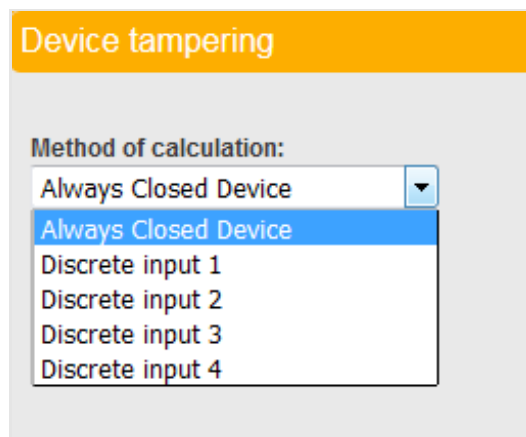 Device tampering
Method of calculation:
Always Closed Device
Always Closed Device
Discrete input 1
Discrete input 2
Discrete input 3
Discrete input 4